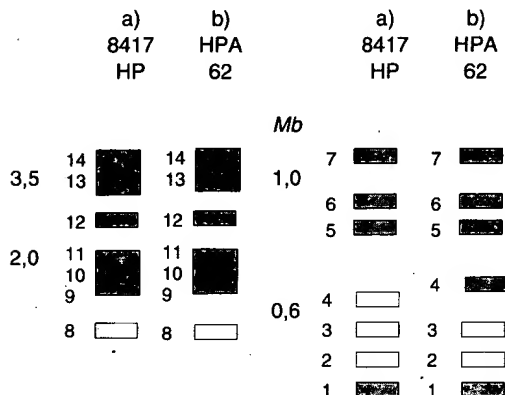 a) b) a) b)
8417 HPA 8417 HPA
HP 62 HP 62
Mb
14 14 7 7
3,5 13 13 1,0
6 6
12 12 5 5
11 11
2,0 10 10
9 9 4
4
0,6
8 8 3 3
2 2
1 1